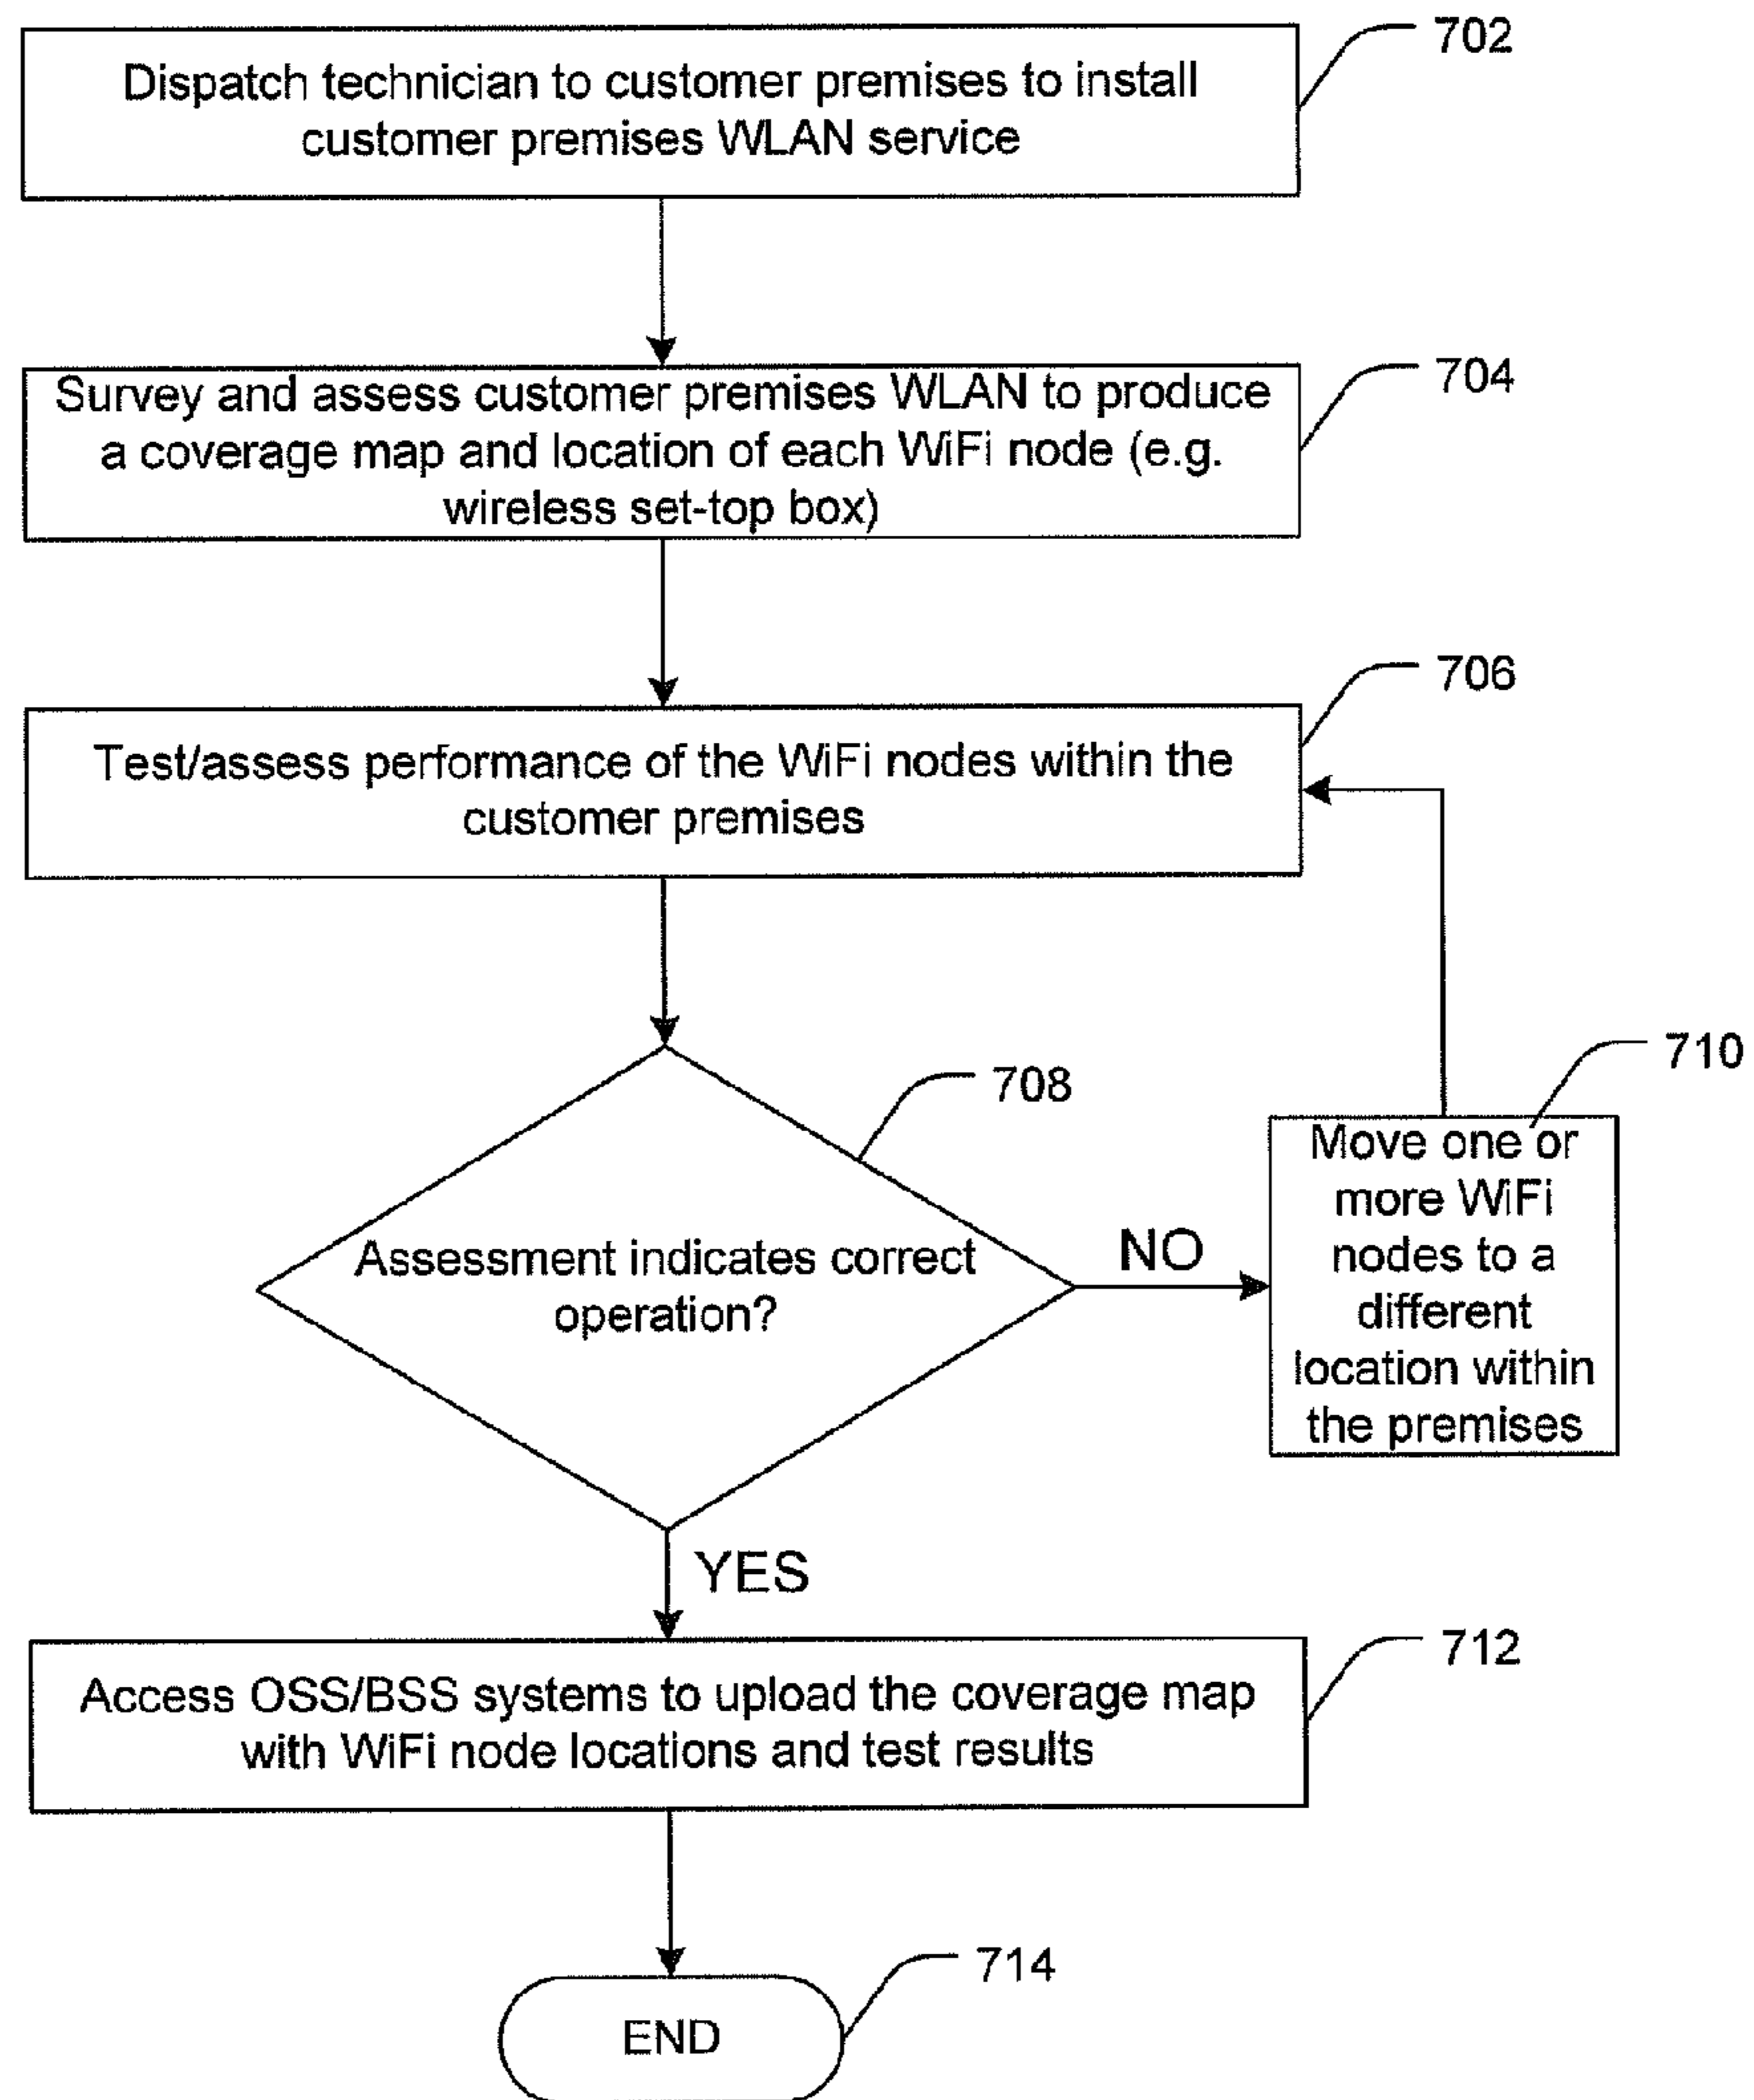 702
Dispatch technician to customer premises to install
customer premises WLAN service
704
Survey and assess customer premises WLAN to produce
a coverage map and location of each WiFi node (e.g.
wireless set-top box)
706
Test/assess performance of the WiFi nodes within the
customer premises
708
Assessment indicates correct
operation?
NO
710
Move one or
more WiFi
nodes to a
different
location within
the premises
YES
712
Access OSS/BSS systems to upload the coverage map
with WiFi node locations and test results
714
END